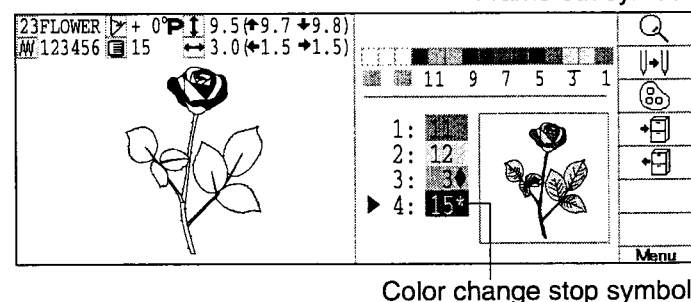 23FLOWER + 0°P 9.5(↑9.7 ↓9.8)
123456 15 ↔ 3.0(←1.5 →1.5)
11 9 7 5 3 1
1: 11
2: 12
3: 3♦
▶ 4: 15*
Menu
Color change stop symbol